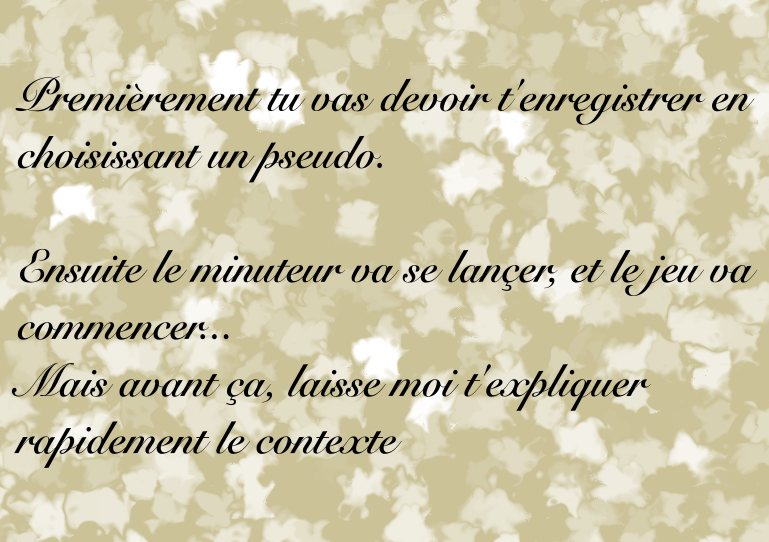 Premièrement tu vas devoir t'enregistrer en
choisissant un pseudo.
Ensuite le minuteur va se lançer, et le jeu va
commencer...
Mais avant ça, laisse moi t'expliquer
rapidement le contexte